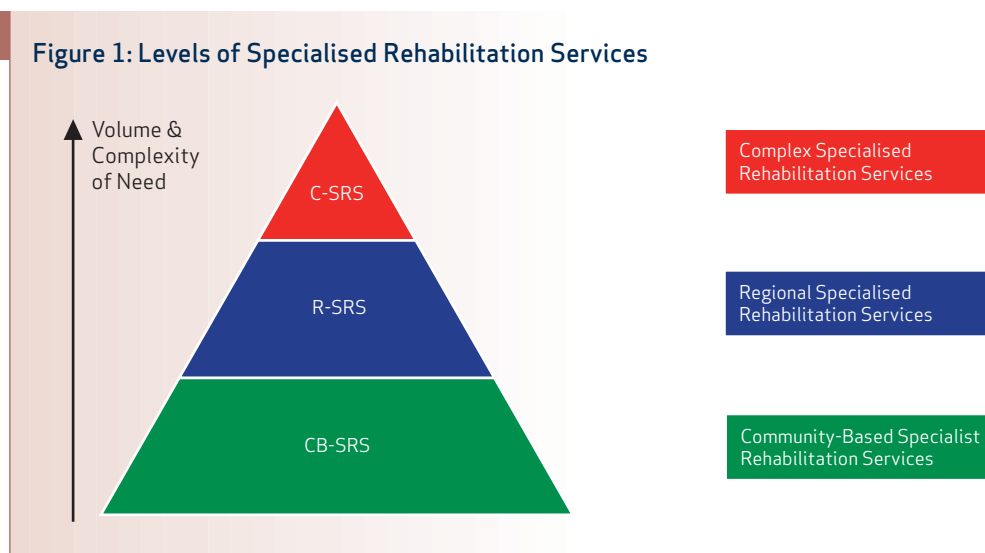 Figure 1: Levels of Specialised Rehabilitation Services
Volume &
Complexity
of Need
C-SRS
R-SRS
CB-SRS
Complex Specialised
Rehabilitation Services
Regional Specialised
Rehabilitation Services
Community-Based Specialist
Rehabilitation Services